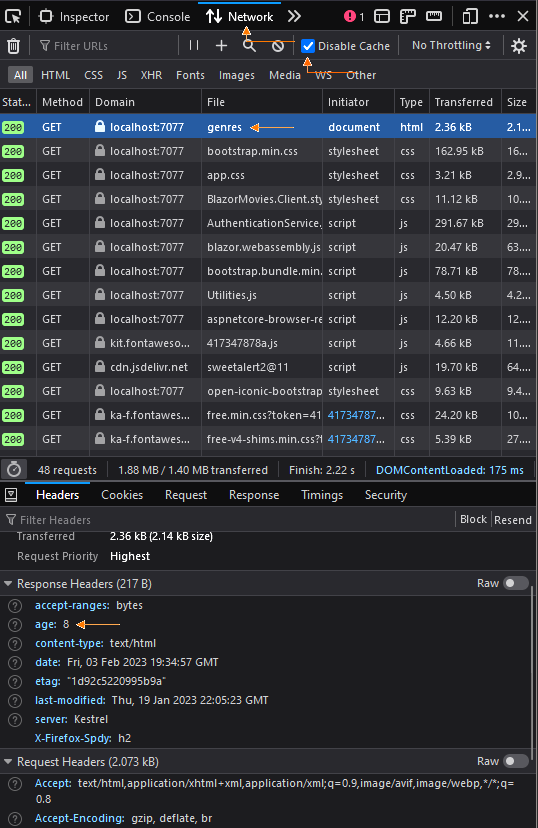 Inspector Console Network 1
Filter URLs Disable Cache No Throttling
All HTML CSS JS XHR Fonts Images Media WS Other
Stat... Method Domain File Initiator Type Transferred Size
200 GET localhost:7077 genres document html 2.36 kB 2.1...
200 GET localhost:7077 bootstrap.min.css stylesheet css 162.95 kB 16...
200 GET localhost:7077 app.css stylesheet css 3.21 kB 2.9...
200 GET localhost:7077 BlazorMovies.Client.sty stylesheet css 11.12 kB 10....
200 GET localhost:7077 AuthenticationService. script js 291.67 kB 29...
200 GET localhost:7077 blazor.webassembly.js script js 20.47 kB 63....
200 GET localhost:7077 bootstrap.bundle.min. script js 78.71 kB 78....
200 GET localhost:7077 Utilities.js script js 4.50 kB 4.2...
200 GET localhost:7077 aspnetcore-browser-re script js 12.20 kB 12....
200 GET kit.fontaweso... 417347878a.js script js 4.66 kB 11....
200 GET cdn.jsdelivr.net sweetalert2@11 script js 19.70 kB 64....
200 GET localhost:7077 open-iconic-bootstrap stylesheet css 9.63 kB 9.4...
200 GET ka-f.fontawes... free.min.css?token=41 41734787... css 24.20 kB 10...
200 GET ka-f.fontawes... free-v4-shims.min.css?t 41734787... css 5.39 kB 27....
48 requests 1.88 MB / 1.40 MB transferred Finish: 2.22 s DOMContentLoaded: 175 ms
Headers Cookies Request Response Timings Security
Filter Headers Block Resend
Transferred 2.36 kB (2.14 kB size)
Request Priority Highest
Response Headers (217 B) Raw
? accept-ranges: bytes
? age: 8
? content-type: text/html
? date: Fri, 03 Feb 2023 19:34:57 GMT
? etag: "1d92c5220995b9a"
? last-modified: Thu, 19 Jan 2023 22:05:23 GMT
? server: Kestrel
X-Firefox-Spdy: h2
Request Headers (2.073 kB) Raw
? Accept: text/html,application/xhtml+xml,application/xml;q=0.9,image/avif,image/webp,*/*;q=
0.8
? Accept-Encoding: gzip, deflate, br